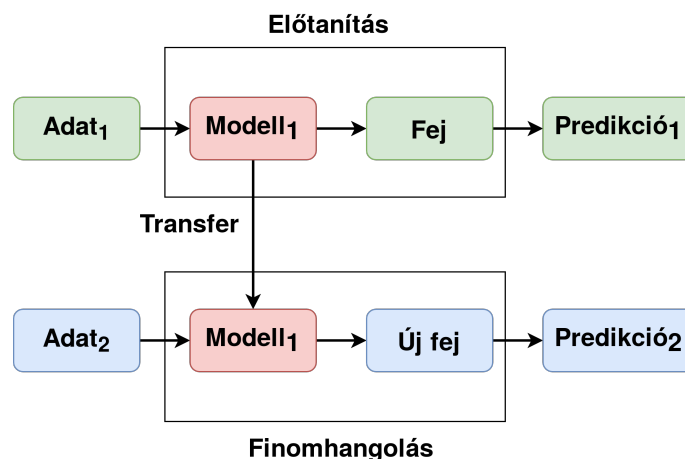 Előtanítás
Adat₁
Modell₁
Fej
Predikció₁
Transfer
Adat₂
Modell₁
Új fej
Predikció₂
Finomhangolás